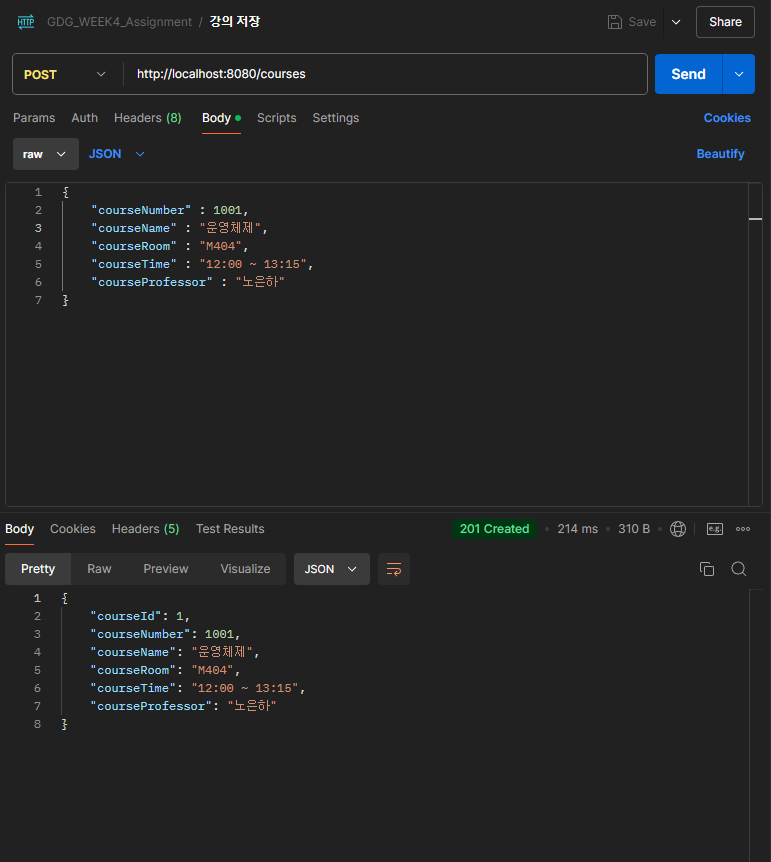 HTTP GDG_WEEK4_Assignment / 강의 저장 Save Share
POST http://localhost:8080/courses Send
Params Auth Headers (8) Body Scripts Settings Cookies
raw JSON Beautify
1 {
2 "courseNumber" : 1001,
3 "courseName" : "운영체제",
4 "courseRoom" : "M404",
5 "courseTime" : "12:00 ~ 13:15",
6 "courseProfessor" : "노은하"
7 }
Body Cookies Headers (5) Test Results 201 Created 214 ms 310 B e.g.
Pretty Raw Preview Visualize JSON
1 {
2 "courseId": 1,
3 "courseNumber": 1001,
4 "courseName": "운영체제",
5 "courseRoom": "M404",
6 "courseTime": "12:00 ~ 13:15",
7 "courseProfessor": "노은하"
8 }